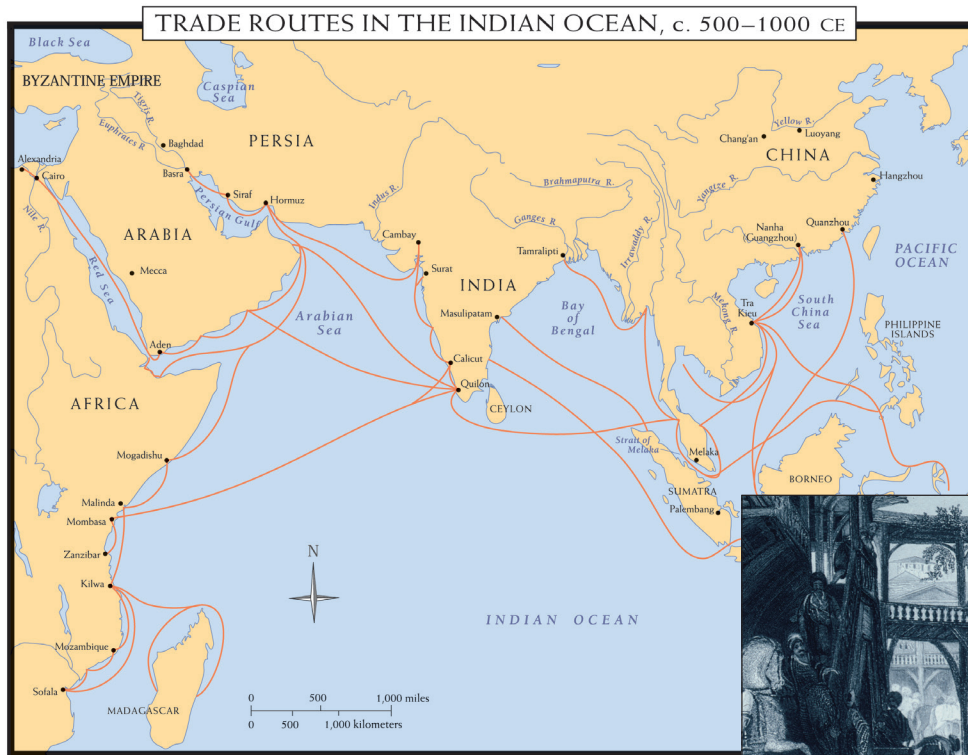 TRADE ROUTES IN THE INDIAN OCEAN, c. 500–1000 CE
Black Sea
BYZANTINE EMPIRE
Caspian
Sea
Tigris R.
Euphrates R.
Baghdad
PERSIA
Alexandria
Cairo
Basra
Siraf
Hormuz
Persian Gulf
Nile R.
ARABIA
Red Sea
Mecca
Aden
Arabian
Sea
Indus R.
Brahmaputra R.
Ganges R.
Cambay
Surat
Tamralipti
INDIA
Masulipatam
Bay
of
Bengal
Calicut
Quilon
CEYLON
Irrawaddy R.
Mekong R.
Chang'an
Yellow R.
Luoyang
CHINA
Yangtze R.
Hangzhou
Quanzhou
Nanha
(Guangzhou)
PACIFIC
OCEAN
Tra
Kieu
South
China
Sea
PHILIPPINE
ISLANDS
AFRICA
Mogadishu
Malinda
Mombasa
Zanzibar
Kilwa
Mozambique
Sofala
MADAGASCAR
Strait of
Melaka
Melaka
SUMATRA
Palembang
BORNEO
N
INDIAN OCEAN
0 500 1,000 miles
0 500 1,000 kilometers